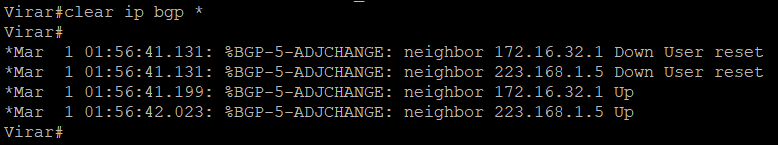 Virar#clear ip bgp *
Virar#
*Mar  1 01:56:41.131: %BGP-5-ADJCHANGE: neighbor 172.16.32.1 Down User reset
*Mar  1 01:56:41.131: %BGP-5-ADJCHANGE: neighbor 223.168.1.5 Down User reset
*Mar  1 01:56:41.199: %BGP-5-ADJCHANGE: neighbor 172.16.32.1 Up
*Mar  1 01:56:42.023: %BGP-5-ADJCHANGE: neighbor 223.168.1.5 Up
Virar#